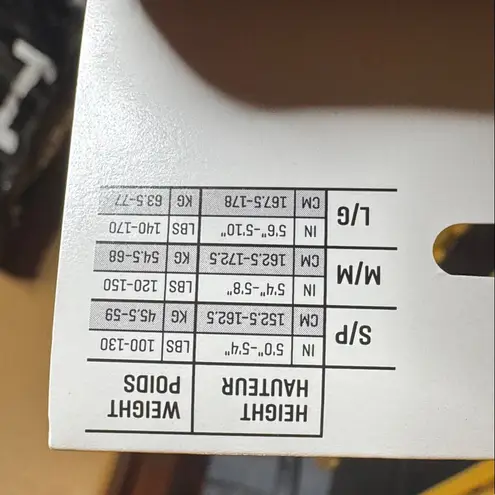 HEIGHT WEIGHT
HAUTEUR POIDS
S/P IN 5'0"-5'4" LBS 100-130
CM 152.5-162.5 KG 45.5-59
M/M IN 5'4"-5'8" LBS 120-150
CM 162.5-172.5 KG 54.5-68
L/G IN 5'6"-5'10" LBS 140-170
CM 167.5-178 KG 63.5-77